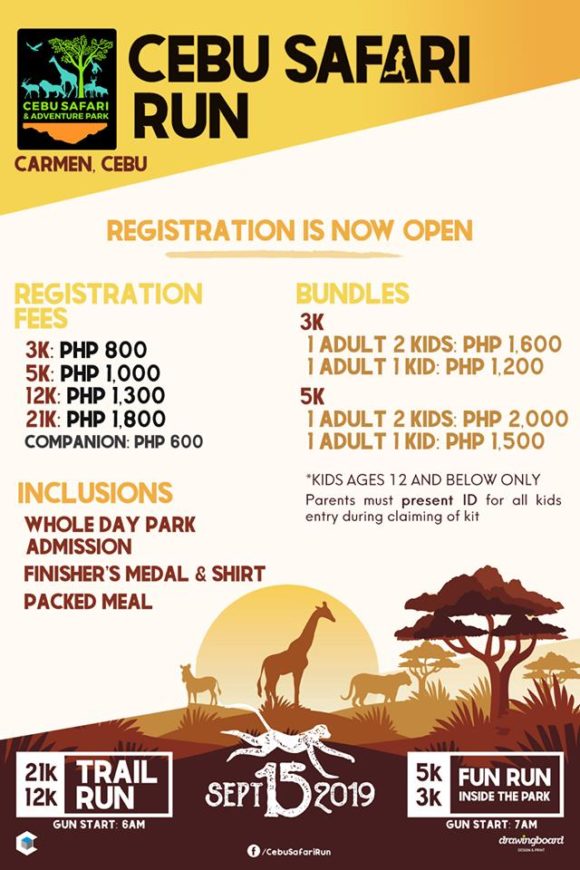 CEBU SAFARI
& ADVENTURE PARK
CEBU SAFARI
RUN
CARMEN, CEBU
REGISTRATION IS NOW OPEN
REGISTRATION
FEES
3K: PHP 800
5K: PHP 1,000
12K: PHP 1,300
21K: PHP 1,800
COMPANION: PHP 600
INCLUSIONS
WHOLE DAY PARK
ADMISSION
FINISHER'S MEDAL & SHIRT
PACKED MEAL
BUNDLES
3K
1 ADULT 2 KIDS: PHP 1,600
1 ADULT 1 KID: PHP 1,200
5K
1 ADULT 2 KIDS: PHP 2,000
1 ADULT 1 KID: PHP 1,500
*KIDS AGES 12 AND BELOW ONLY
Parents must present ID for all kids
entry during claiming of kit
21K
12K
TRAIL
RUN
GUN START: 6AM
SEPT 15 2019
5K
3K
FUN RUN
INSIDE THE PARK
GUN START: 7AM
f /CebuSafariRun
drawingboard
DESIGN & PRINT